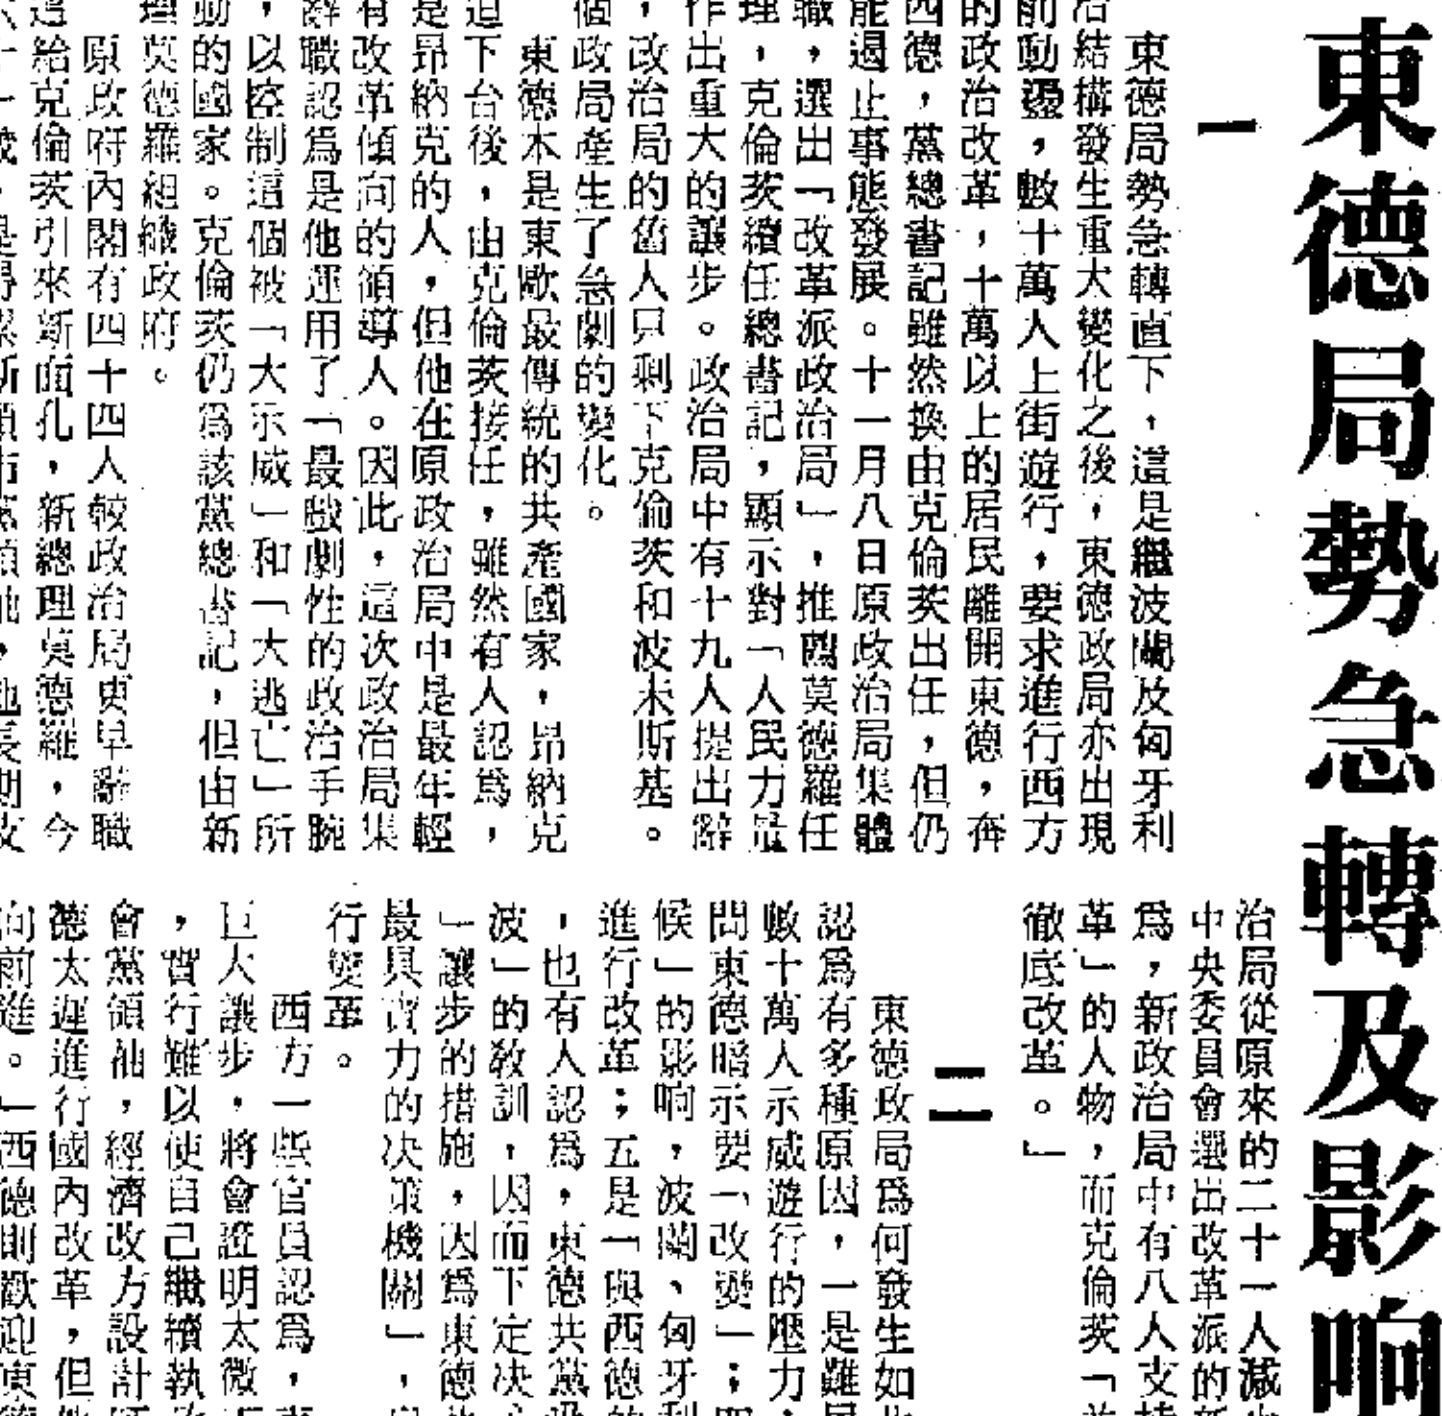 東德局勢急轉及影响
一
東德局勢急轉直下，這是繼波蘭及匈牙利
結構發生重大變化之後，東德政局亦出現
前動盪，數十萬人上街遊行，要求進行西方
的政治改革，十萬以上的居民離開東德，奔
西德，黨總書記雖然換由克倫茨出任，但仍
能遏止事態發展。十一月八日原政治局集體
職，選出「改革派政治局」，推薦莫德羅任
理，克倫茨續任總書記，顯示對「人民力量
作出重大的讓步。政治局中有十九人提出辭
，改治局的舊人只剩下克倫茨和波未斯基。
個政局產生了急劇的變化。
東德本是東歐最傳統的共產國家，昂納克
迫下台後，由克倫茨接任，雖然有人認爲，
是昂納克的人，但他在原政治局中是最年輕
有改革傾向的領導人。因此，這次政治局集
辭職認爲是他運用了「最戲劇性的政治手腕
，以控制這個被「大示威」和「大逃亡」所
動的國家。克倫茨仍爲該黨總書記，但由新
理莫德羅組織政府。
原政府內閣有四十四人較政治局更早辭職
這給克倫茨引來新面孔，新總理莫德羅，今
治局從原來的二十一人減
中央委員會選出改革派的新
爲，新政治局中有八人支持
革」的人物，而克倫茨「
徹底改革。」
二
東德政局爲何發生如
認爲有多種原因，一是難民
數十萬人示威遊行的壓力；
問東德暗示要「改變」；四
候」的影响，波蘭、匈牙利
進行改革；五是「與西德的
，也有人認爲，東德共黨
波」的敎訓，因而下定决心
」讓步的措施，因爲東德
最具實力的决策機關」，
行變革。
西方一些官員認爲，東
巨大讓步，將會證明太微
，實行難以使自己繼續執
會黨領袖，經濟改方設計
德太遲進行國內改革，但
向前進。」西德則歡迎東德